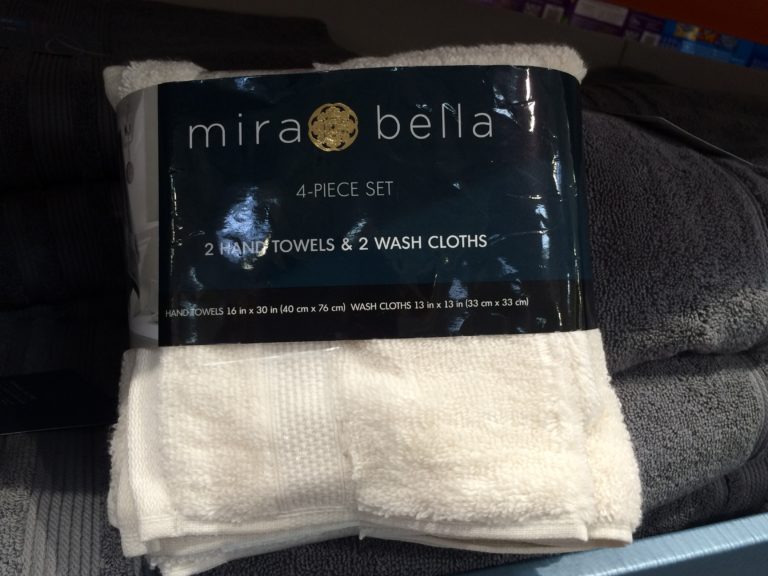 mira bella
4-PIECE SET
2 HAND TOWELS & 2 WASH CLOTHS
HAND TOWELS 16 in x 30 in (40 cm x 76 cm) WASH CLOTHS 13 in x 13 in (33 cm x 33 cm)